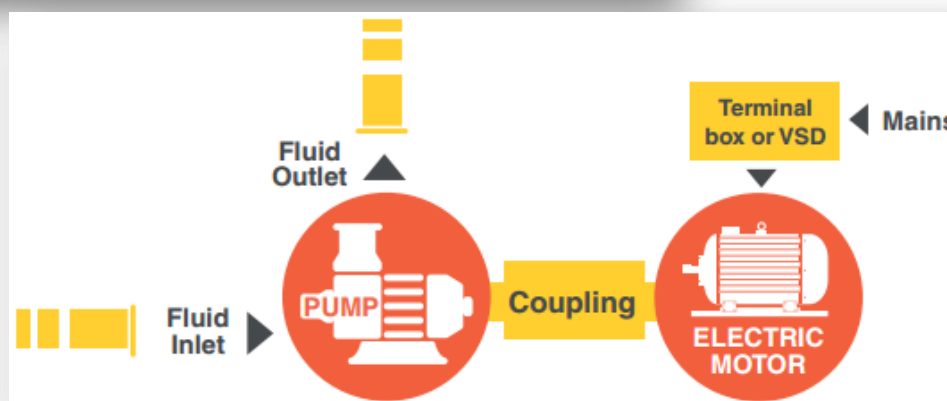 Fluid
Outlet
Terminal
box or VSD
Mains
Fluid
Inlet
PUMP
Coupling
ELECTRIC
MOTOR